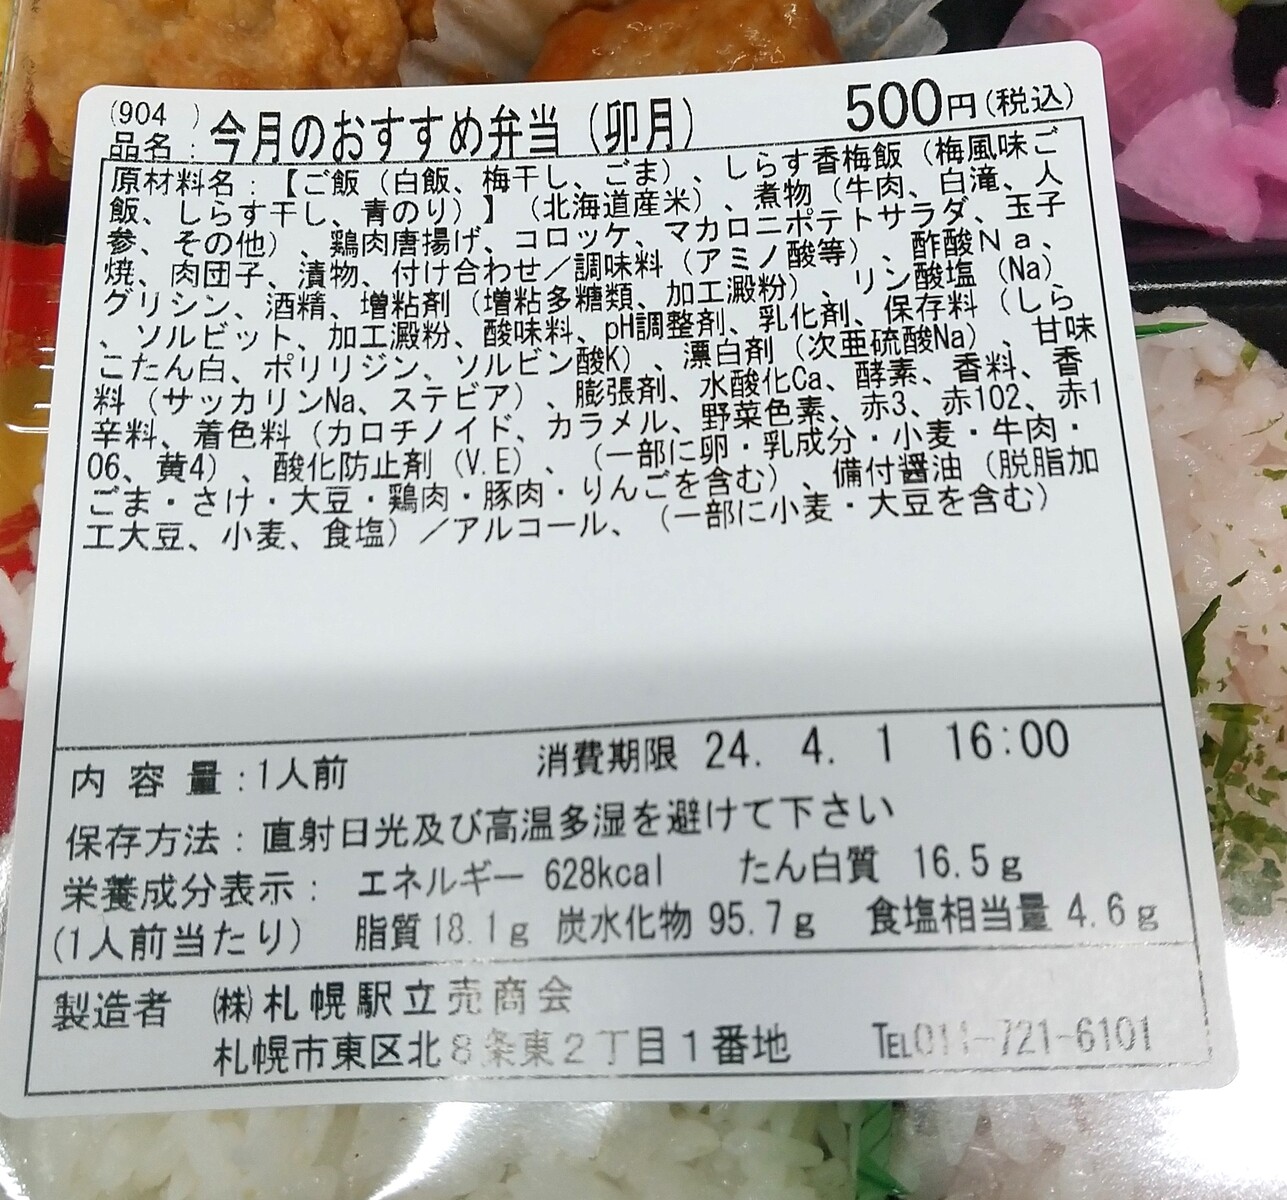 (904 )
品名: 今月のおすすめ弁当（卯月） 500円(税込)
原材料名：【ご飯（白飯、梅干し、ごま）、しらす香梅飯（梅風味ご
飯、しらす干し、青のり）】（北海道産米）、煮物（牛肉、白滝、人
参、その他）、鶏肉唐揚げ、コロッケ、マカロニポテトサラダ、玉子
焼、肉団子、漬物、付け合わせ／調味料（アミノ酸等）、酢酸Ｎａ、
グリシン、酒精、増粘剤（増粘多糖類、加工澱粉）、リン酸塩（Na）
、ソルビット、加工澱粉、酸味料、pH調整剤、乳化剤、保存料（しら
こたん白、ポリリジン、ソルビン酸K）、漂白剤（次亜硫酸Na）、甘味
料（サッカリンNa、ステビア）、膨張剤、水酸化Ca、酵素、香料、香
辛料、着色料（カロチノイド、カラメル、野菜色素、赤3、赤102、赤1
06、黄4）、酸化防止剤（V.E）、（一部に卵・乳成分・小麦・牛肉・
ごま・さけ・大豆・鶏肉・豚肉・りんごを含む）、備付醤油（脱脂加
工大豆、小麦、食塩）／アルコール、（一部に小麦・大豆を含む）
内容量:1人前 消費期限 24. 4. 1 16:00
保存方法：直射日光及び高温多湿を避けて下さい
栄養成分表示： エネルギー 628kcal たん白質 16.5ｇ
(1人前当たり) 脂質18.1ｇ 炭水化物 95.7ｇ 食塩相当量 4.6ｇ
製造者 ㈱札幌駅立売商会
札幌市東区北８条東２丁目１番地 TEL011-721-6101